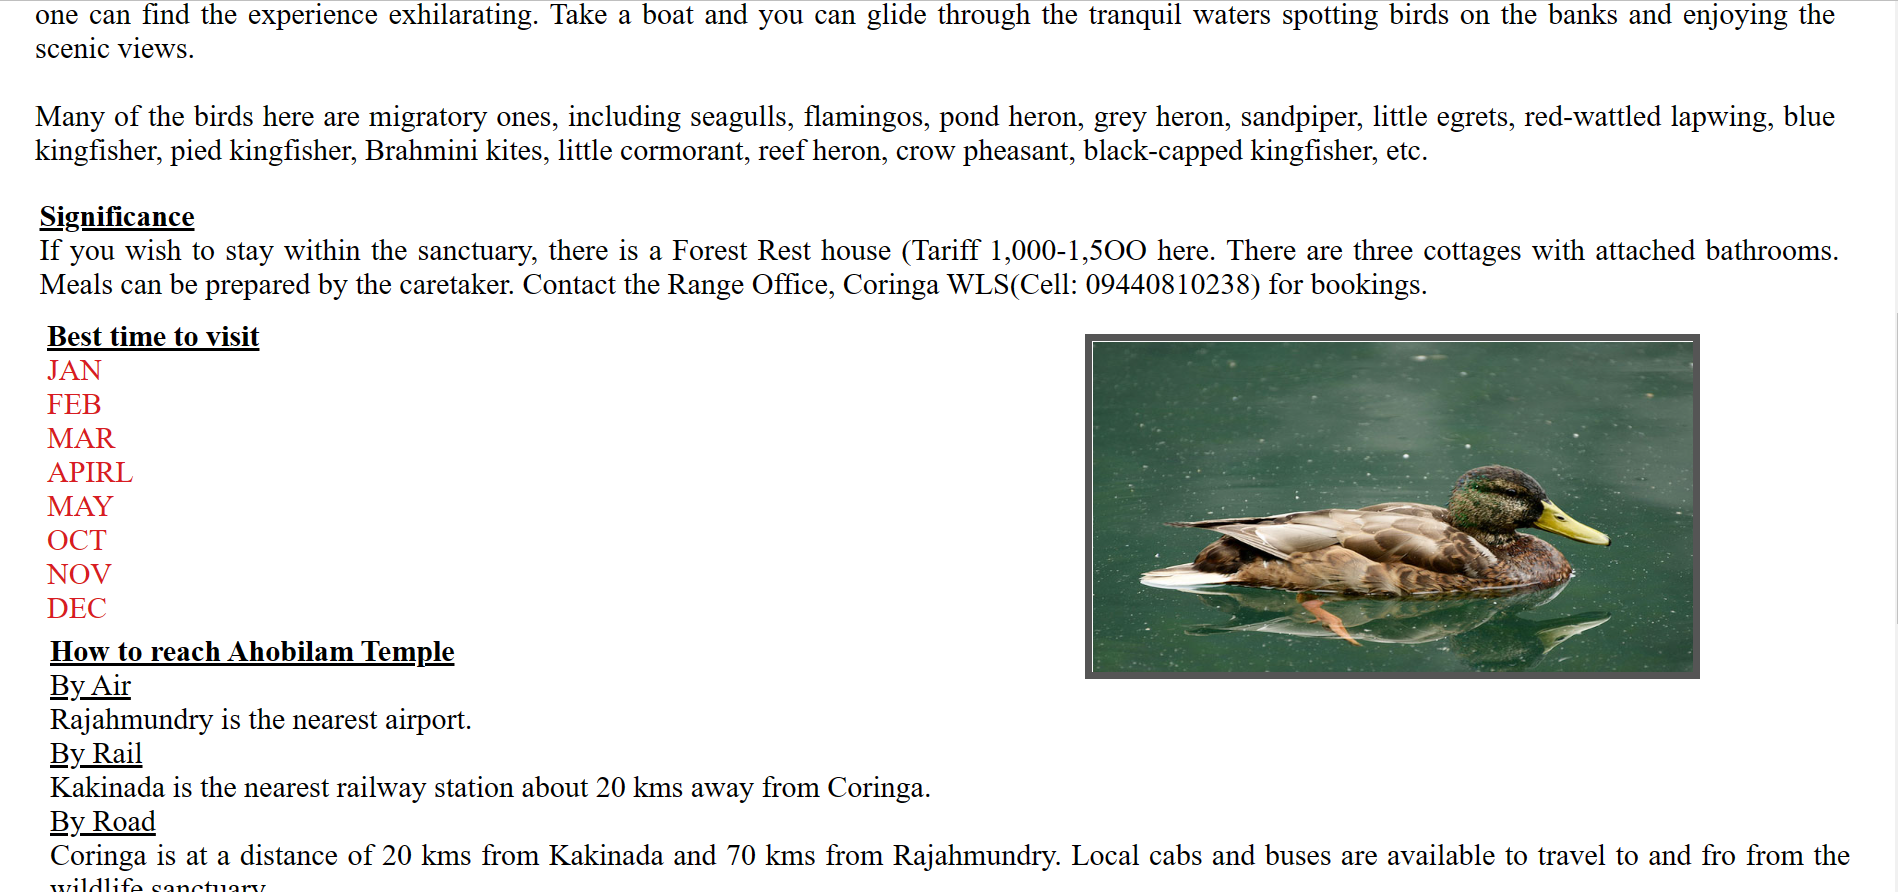 one can find the experience exhilarating. Take a boat and you can glide through the tranquil waters spotting birds on the banks and enjoying the
scenic views.
Many of the birds here are migratory ones, including seagulls, flamingos, pond heron, grey heron, sandpiper, little egrets, red-wattled lapwing, blue
kingfisher, pied kingfisher, Brahmini kites, little cormorant, reef heron, crow pheasant, black-capped kingfisher, etc.
Significance
If you wish to stay within the sanctuary, there is a Forest Rest house (Tariff 1,000-1,5OO here. There are three cottages with attached bathrooms.
Meals can be prepared by the caretaker. Contact the Range Office, Coringa WLS(Cell: 09440810238) for bookings.
Best time to visit
JAN
FEB
MAR
APIRL
MAY
OCT
NOV
DEC
How to reach Ahobilam Temple
By Air
Rajahmundry is the nearest airport.
By Rail
Kakinada is the nearest railway station about 20 kms away from Coringa.
By Road
Coringa is at a distance of 20 kms from Kakinada and 70 kms from Rajahmundry. Local cabs and buses are available to travel to and fro from the
wildlife sanctuary.